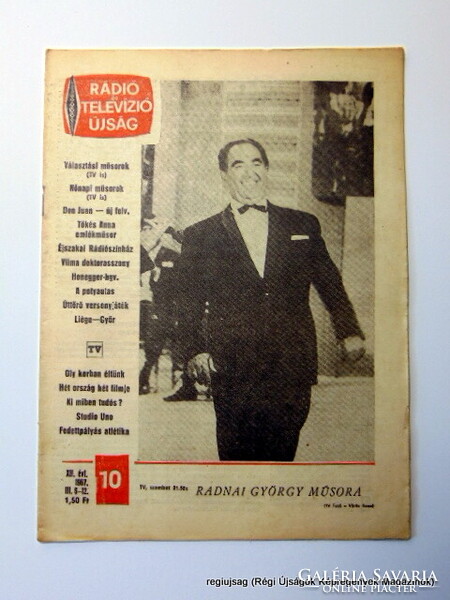 RÁDIÓ
ÉS
TELEVÍZIÓ
ÚJSÁG
Választási műsorok
(TV is)
Nőnapi műsorok
(TV is)
Don Juan — új felv.
Tőkés Anna
emlékműsor
Éjszakai Rádiószínház
Vilma doktorasszony
Honegger-hgv.
A potyautas
Úttörő versenyjáték
Liége—Győr
TV
Oly korban éltünk
Hét ország hét filmje
Ki miben tudós?
Studio Uno
Fedettpályás atlétika
XII. évf.
1967.
III. 6-12.
1,50 Ft
10
TV, szombat 21.50: RADNAI GYÖRGY MŰSORA
regiujsag (Régi Újságok Képregények Magazinok)
GALÉRIA SAVARIA
ONLINE PIACTÉR